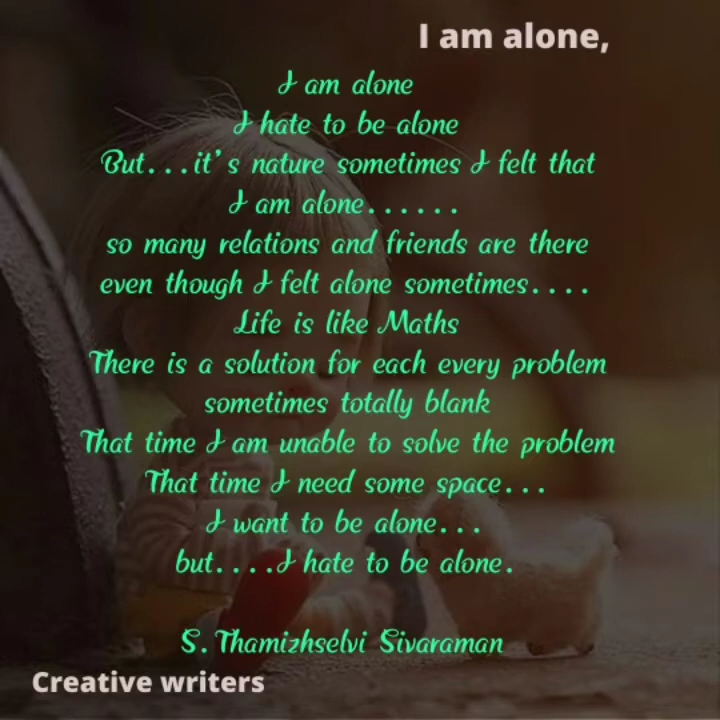 I am alone,
I am alone
I hate to be alone
But...it's nature sometimes I felt that
I am alone......
so many relations and friends are there
even though I felt alone sometimes....
Life is like Maths
There is a solution for each every problem
sometimes totally blank
That time I am unable to solve the problem
That time I need some space...
I want to be alone...
but....I hate to be alone.
S.Thamizhselvi Sivaraman
Creative writers